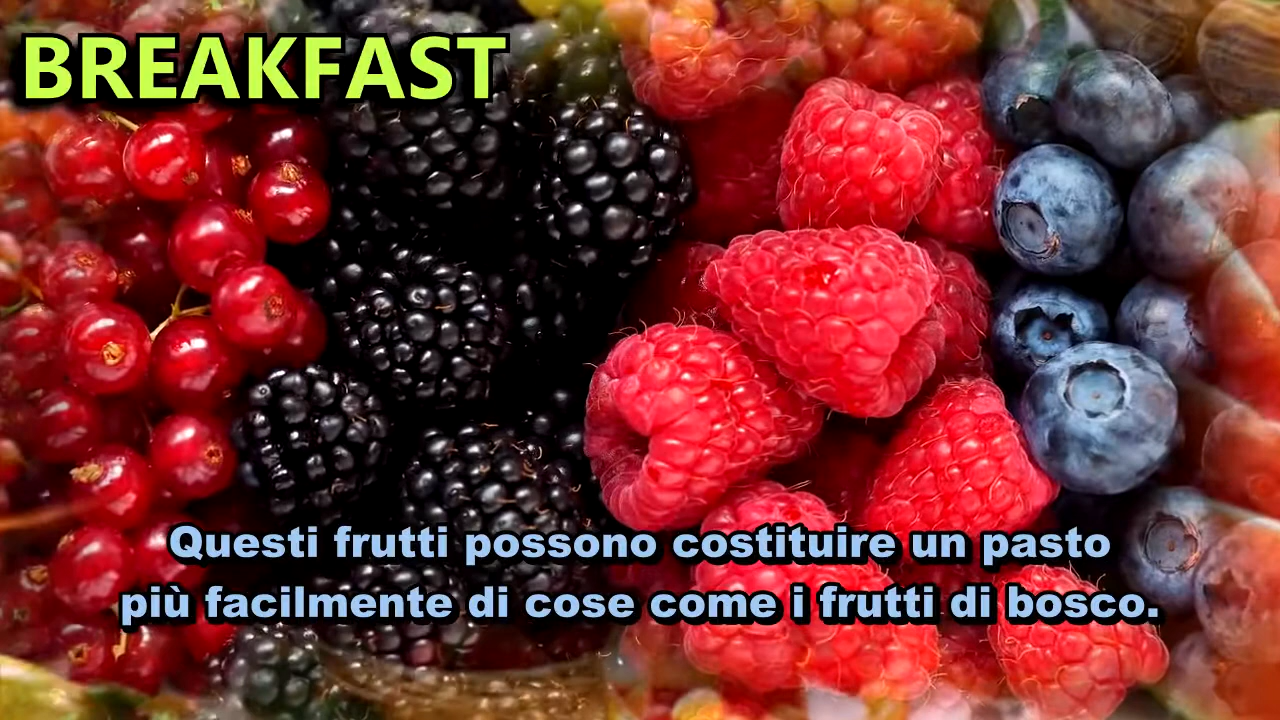 BREAKFAST
Questi frutti possono costituire un pasto
più facilmente di cose come i frutti di bosco.